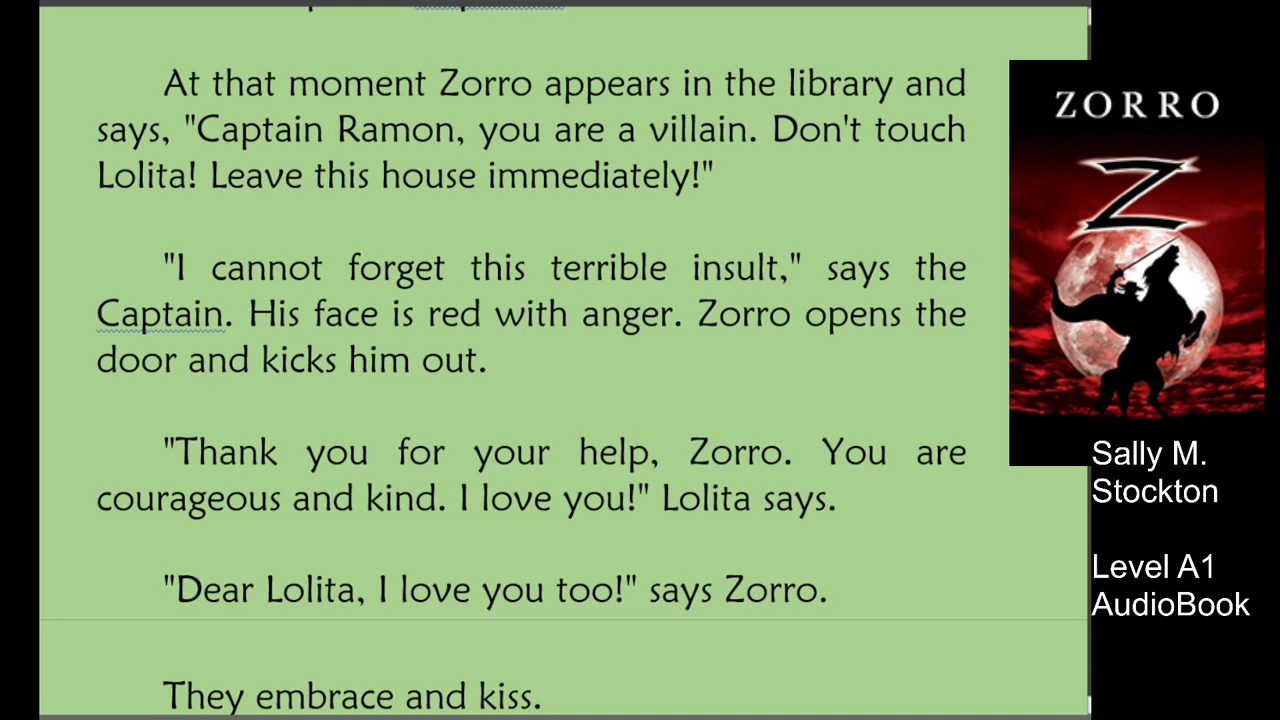 At that moment Zorro appears in the library and
says, "Captain Ramon, you are a villain. Don't touch
Lolita! Leave this house immediately!"
"I cannot forget this terrible insult," says the
Captain. His face is red with anger. Zorro opens the
door and kicks him out.
"Thank you for your help, Zorro. You are
courageous and kind. I love you!" Lolita says.
"Dear Lolita, I love you too!" says Zorro.
They embrace and kiss.
ZORRO
Z
Sally M.
Stockton
Level A1
AudioBook